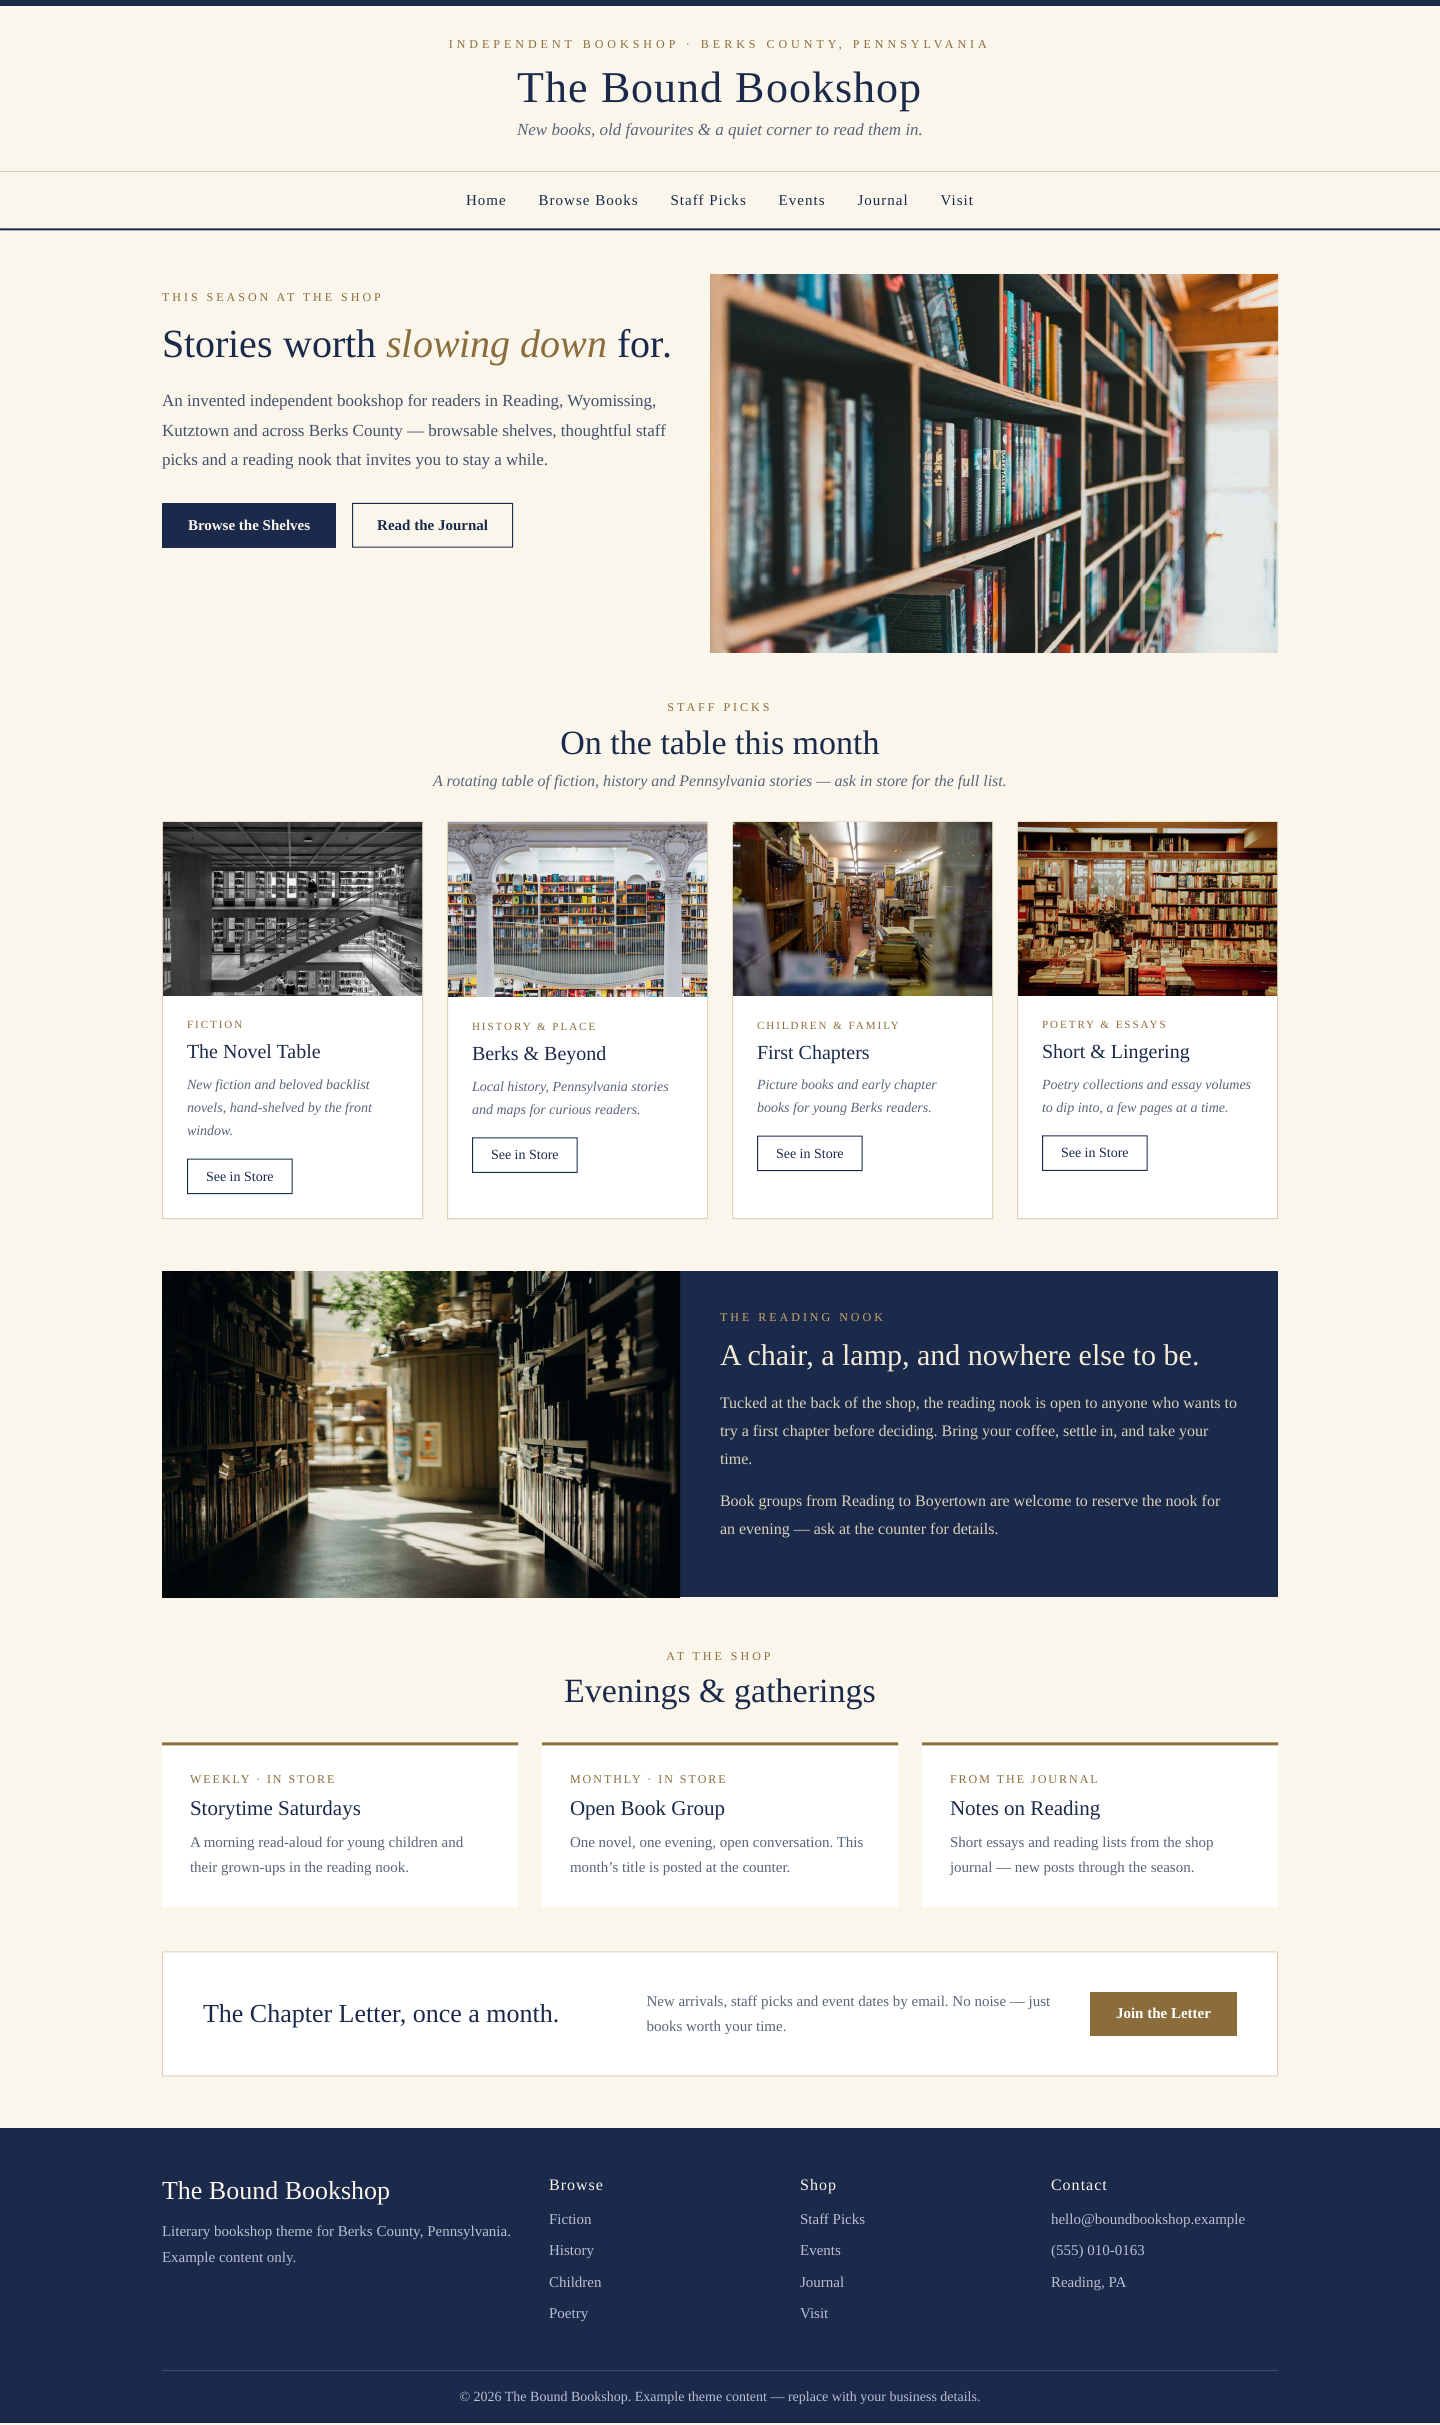 INDEPENDENT BOOKSHOP · BERKS COUNTY, PENNSYLVANIA
The Bound Bookshop
New books, old favourites & a quiet corner to read them in.
Home Browse Books Staff Picks Events Journal Visit
THIS SEASON AT THE SHOP
Stories worth slowing down for.
An invented independent bookshop for readers in Reading, Wyomissing,
Kutztown and across Berks County — browsable shelves, thoughtful staff
picks and a reading nook that invites you to stay a while.
Browse the Shelves Read the Journal
STAFF PICKS
On the table this month
A rotating table of fiction, history and Pennsylvania stories — ask in store for the full list.
FICTION
The Novel Table
New fiction and beloved backlist
novels, hand-shelved by the front
window.
See in Store
HISTORY & PLACE
Berks & Beyond
Local history, Pennsylvania stories
and maps for curious readers.
See in Store
CHILDREN & FAMILY
First Chapters
Picture books and early chapter
books for young Berks readers.
See in Store
POETRY & ESSAYS
Short & Lingering
Poetry collections and essay volumes
to dip into, a few pages at a time.
See in Store
THE READING NOOK
A chair, a lamp, and nowhere else to be.
Tucked at the back of the shop, the reading nook is open to anyone who wants to
try a first chapter before deciding. Bring your coffee, settle in, and take your
time.
Book groups from Reading to Boyertown are welcome to reserve the nook for
an evening — ask at the counter for details.
AT THE SHOP
Evenings & gatherings
WEEKLY · IN STORE
Storytime Saturdays
A morning read-aloud for young children and
their grown-ups in the reading nook.
MONTHLY · IN STORE
Open Book Group
One novel, one evening, open conversation. This
month’s title is posted at the counter.
FROM THE JOURNAL
Notes on Reading
Short essays and reading lists from the shop
journal — new posts through the season.
The Chapter Letter, once a month.
New arrivals, staff picks and event dates by email. No noise — just
books worth your time.
Join the Letter
The Bound Bookshop
Literary bookshop theme for Berks County, Pennsylvania.
Example content only.
Browse
Fiction
History
Children
Poetry
Shop
Staff Picks
Events
Journal
Visit
Contact
hello@boundbookshop.example
(555) 010-0163
Reading, PA
© 2026 The Bound Bookshop. Example theme content — replace with your business details.